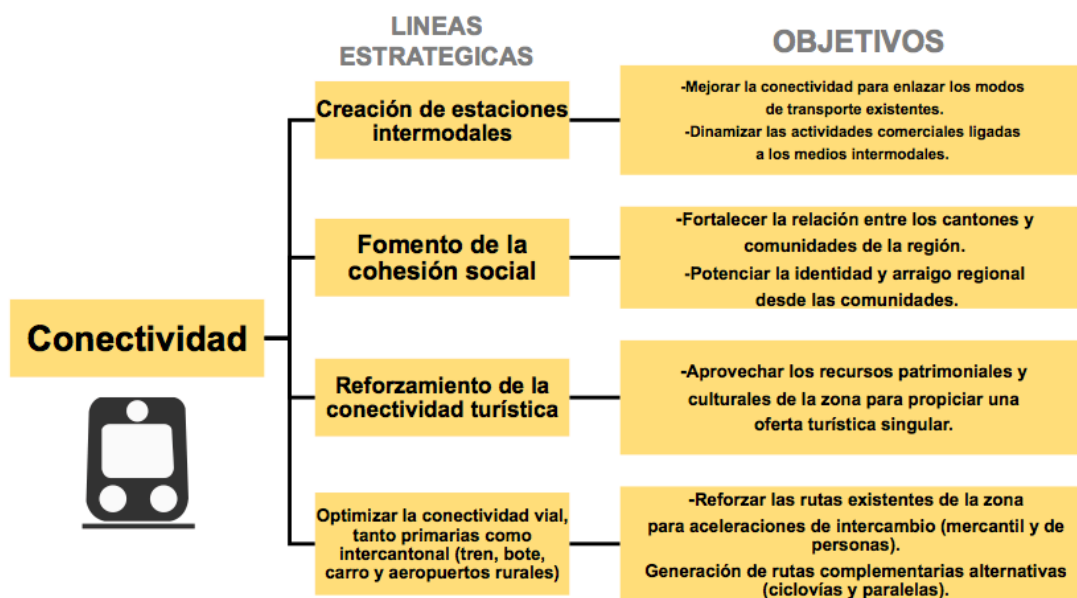 LINEAS
ESTRATEGICAS
OBJETIVOS
Conectividad
Creación de estaciones
intermodales
-Mejorar la conectividad para enlazar los modos
de transporte existentes.
-Dinamizar las actividades comerciales ligadas
a los medios intermodales.
Fomento de la
cohesión social
-Fortalecer la relación entre los cantones y
comunidades de la región.
-Potenciar la identidad y arraigo regional
desde las comunidades.
Reforzamiento de la
conectividad turística
-Aprovechar los recursos patrimoniales y
culturales de la zona para propiciar una
oferta turística singular.
Optimizar la conectividad vial,
tanto primarias como
intercantonal (tren, bote,
carro y aeropuertos rurales)
-Reforzar las rutas existentes de la zona
para aceleraciones de intercambio (mercantil y de
personas).
Generación de rutas complementarias alternativas
(ciclovías y paralelas).